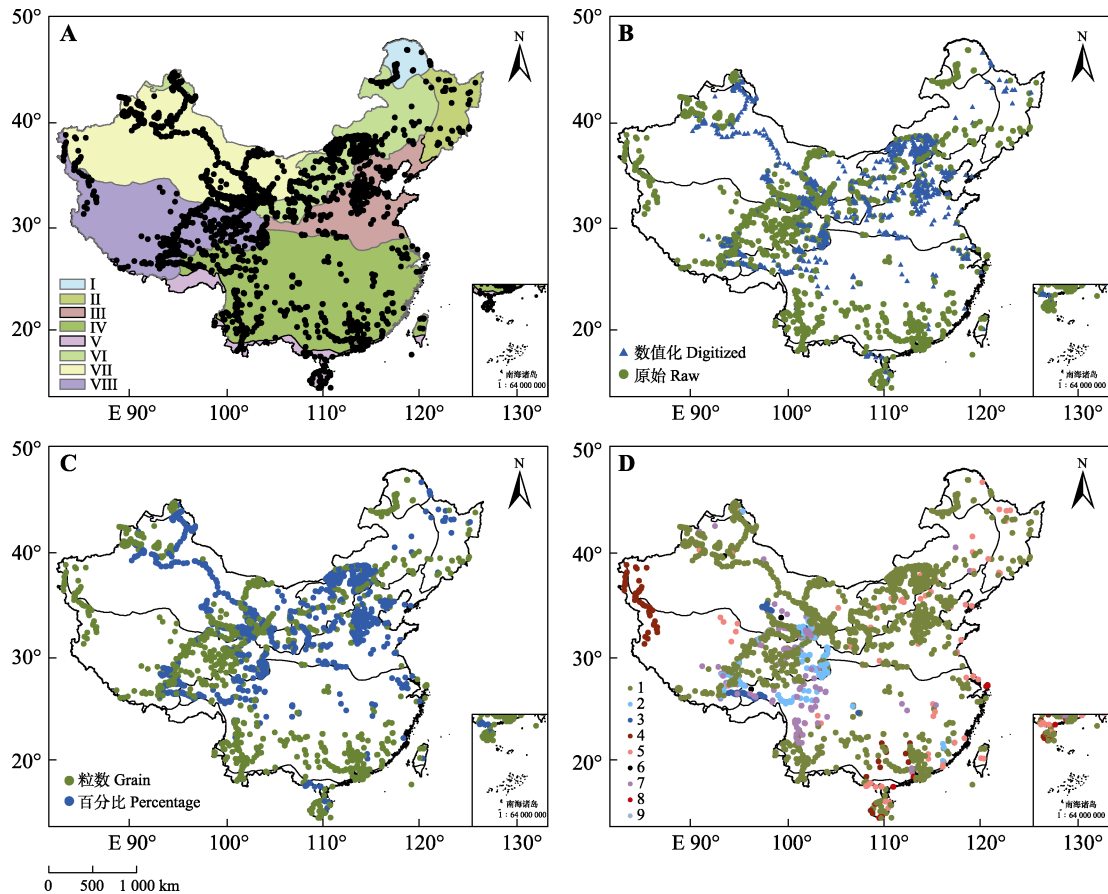 50°
A
N
40°
30°
20°
I
II
III
IV
V
VI
VII
VIII
南海诸岛
1 : 64 000 000
E 90°
100°
110°
120°
130°
50°
B
N
40°
30°
20°
数值化 Digitized
原始 Raw
南海诸岛
1 : 64 000 000
E 90°
100°
110°
120°
130°
50°
C
N
40°
30°
20°
粒数 Grain
百分比 Percentage
南海诸岛
1 : 64 000 000
E 90°
100°
110°
120°
130°
50°
D
N
40°
30°
20°
1
2
3
4
5
6
7
8
9
南海诸岛
1 : 64 000 000
E 90°
100°
110°
120°
130°
0 500 1 000 km